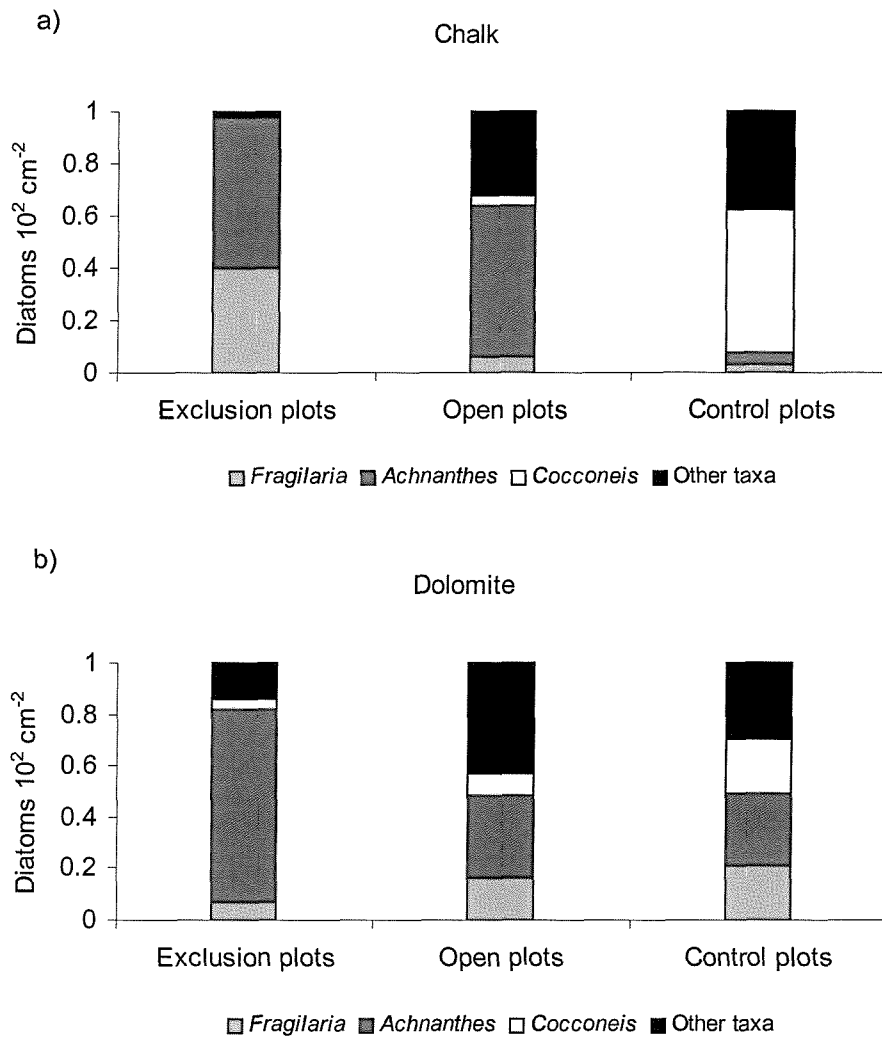 a)
Chalk
1
0.8
0.6
0.4
0.2
0
Diatoms 10² cm⁻²
Exclusion plots Open plots Control plots
Fragilaria Achnanthes Cocconeis Other taxa
b)
Dolomite
1
0.8
0.6
0.4
0.2
0
Diatoms 10² cm⁻²
Exclusion plots Open plots Control plots
Fragilaria Achnanthes Cocconeis Other taxa